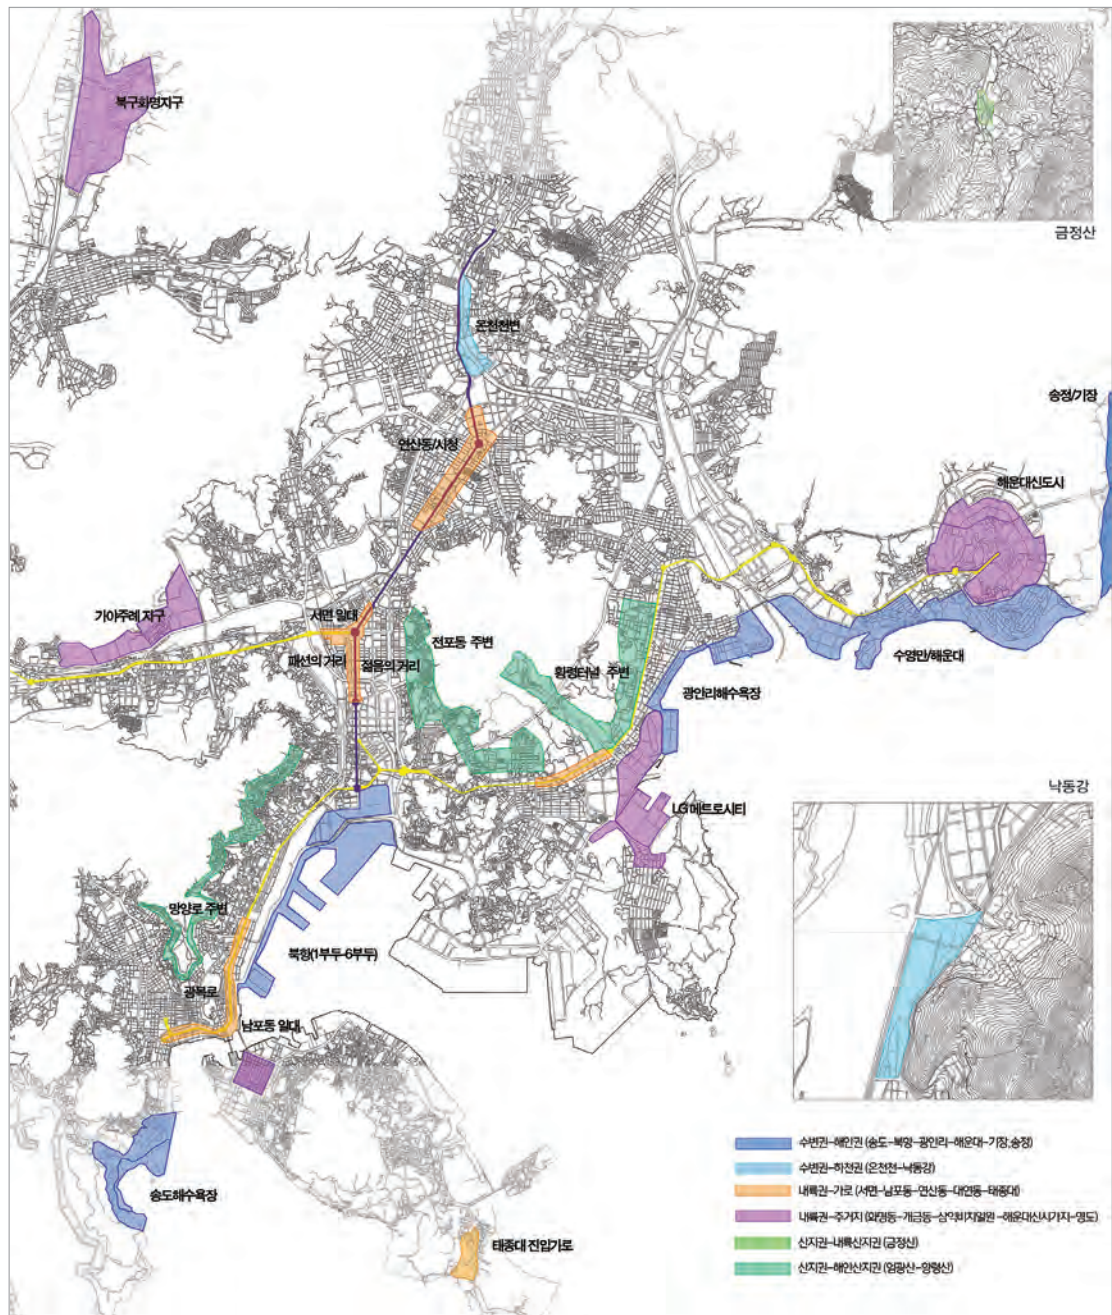 북구화명지구
금정산
온천천변
송정/기장
연산동/시청
해운대신도시
가야주례 지구
서면 일대
전포동 주변
패션의 거리
젊음의 거리
황령터널 주변
수영만/해운대
광안리해수욕장
낙동강
LG 메트로시티
망양로 주변
북항(1부두-6부두)
광복로
남포동 일대
송도해수욕장
태종대 진입가로
수변권-해안권 (송도-북항-광안리-해운대-기장,송정)
수변권-하천권 (온천천-낙동강)
내륙권-가로 (서면-남포동-연산동-대연동-태종대)
내륙권-주거지 (화명동-개금동-삼익비치일원 -해운대신시가지-영도)
산지권-내륙산지권 (금정산)
산지권-해안산지권 (엄광산-황령산)